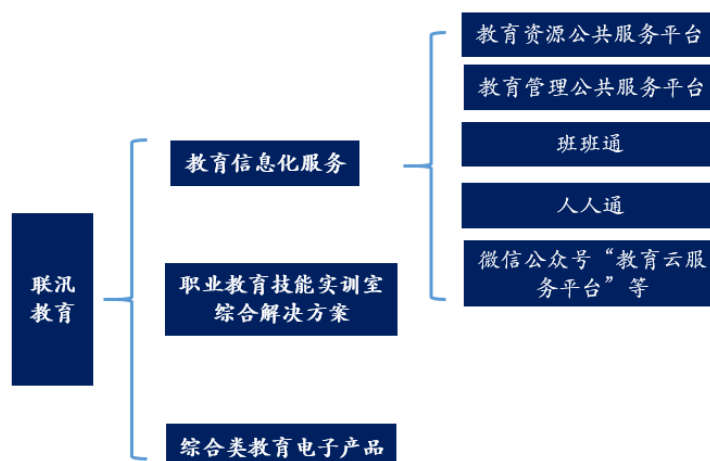 联汛
教育
教育信息化服务
职业教育技能实训室
综合解决方案
综合类教育电子产品
教育资源公共服务平台
教育管理公共服务平台
班班通
人人通
微信公众号“教育云服
务平台”等